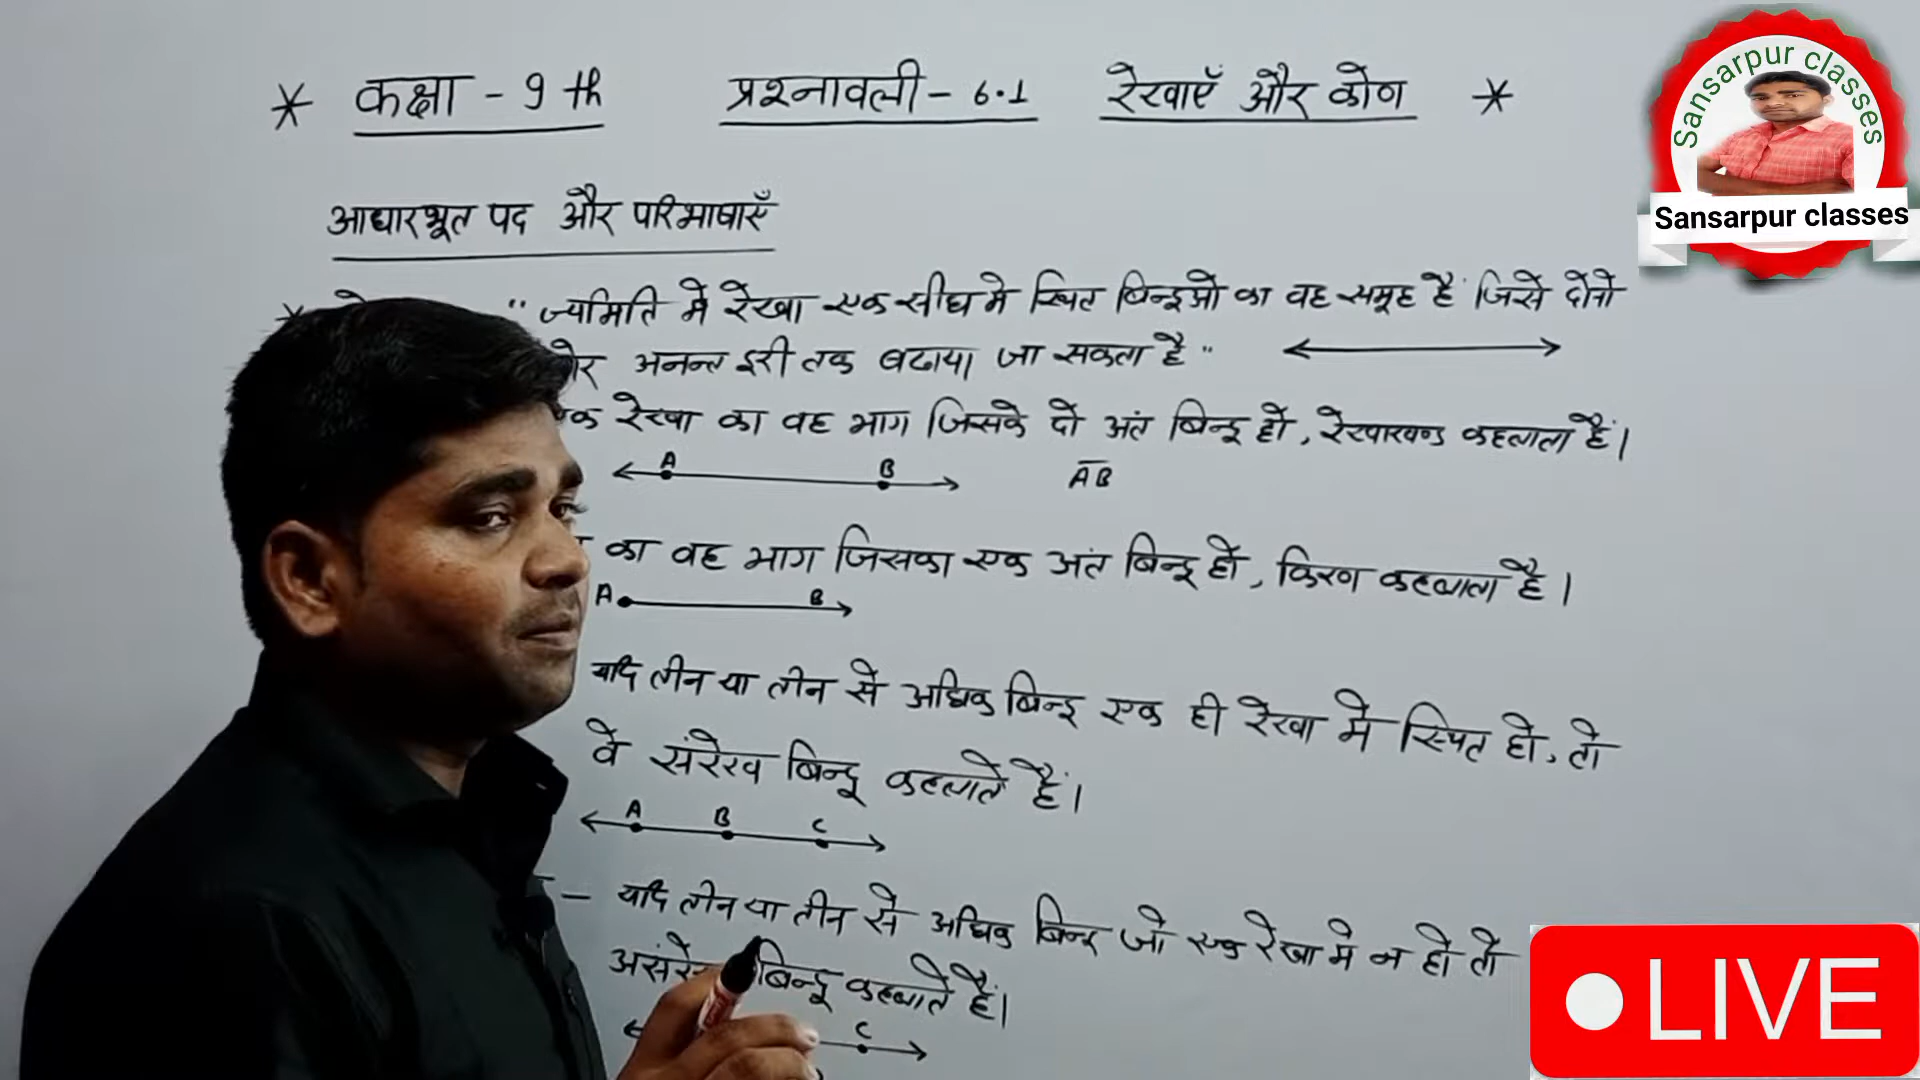 * कक्षा - 9 th प्रश्नावली - 6.1 रेखाएँ और कोण *
Sansarpur classes
Sansarpur classes
आधारभूत पद और परिभाषाएँ
* "ज्यामिति में रेखा एक सीध मे स्थित बिन्दुओ का वह समूह है जिसे दोनो
ओर अनन्त दूरी तक बढाया जा सकता है"
एक रेखा का वह भाग जिसके दो अंत बिन्दू हो, रेखाखण्ड कहलाता है।
A B AB
का वह भाग जिसका एक अंत बिन्दू हो, किरण कहलाता है।
A B
यदि तीन या तीन से अधिक बिन्दू एक ही रेखा मे स्थित हो, तो
वे संरेख बिन्दू कहलाते हैं।
A B C
– यदि तीन या तीन से अधिक बिन्दू जो एक रेखा मे न हो तो
असंरेख बिन्दू कहलाते हैं।
C
LIVE